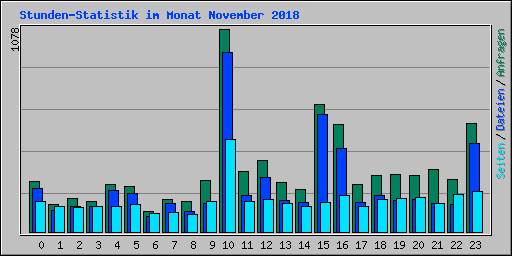 Stunden-Statistik im Monat November 2018
1078
Seiten / Dateien / Anfragen
0 1 2 3 4 5 6 7 8 9 10 11 12 13 14 15 16 17 18 19 20 21 22 23